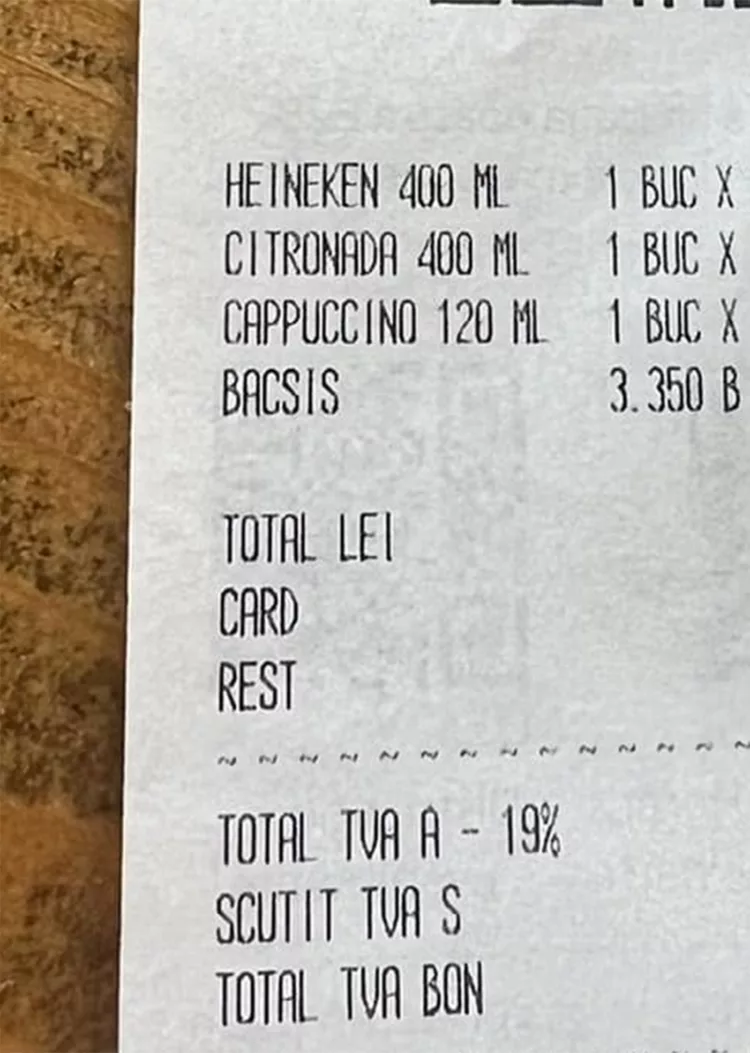 HEINEKEN 400 ML 1 BUC X
CITRONADA 400 ML 1 BUC X
CAPPUCCINO 120 ML 1 BUC X
BACSIS 3.350 B
TOTAL LEI
CARD
REST
~ ~ ~ ~ ~ ~ ~ ~ ~ ~ ~ ~ ~ ~
TOTAL TVA A - 19%
SCUTIT TVA S
TOTAL TVA BON